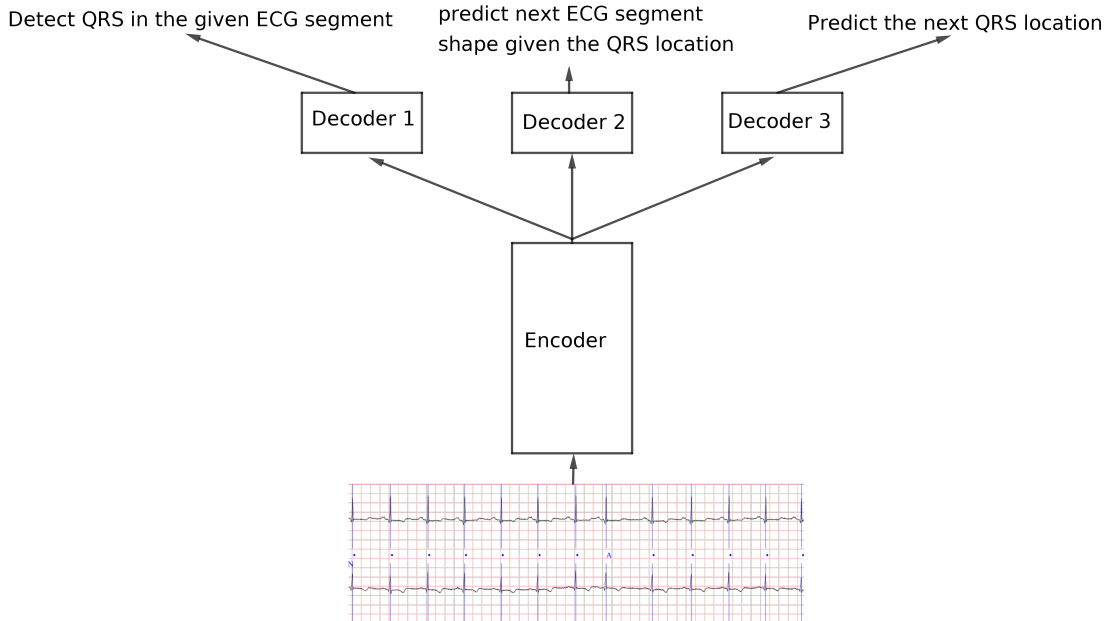 Detect QRS in the given ECG segment
predict next ECG segment
shape given the QRS location
Predict the next QRS location
Decoder 1
Decoder 2
Decoder 3
Encoder
A
N